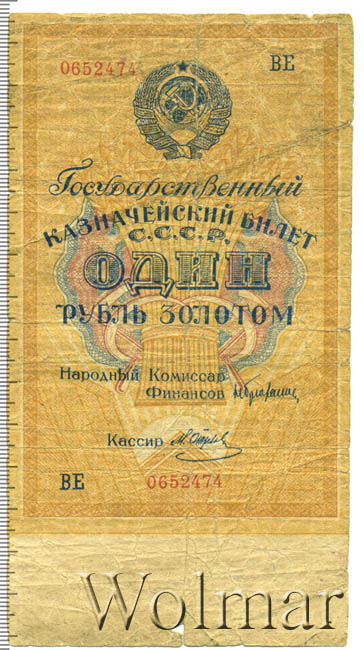 0652474 ВЕ
Государственный
КАЗНАЧЕЙСКИЙ БИЛЕТ
С.С.С.Р.
ОДИН
РУБЛЬ ЗОЛОТОМ
Народный Комиссар
Финансов
Кассир
ВЕ 0652474
Wolmar